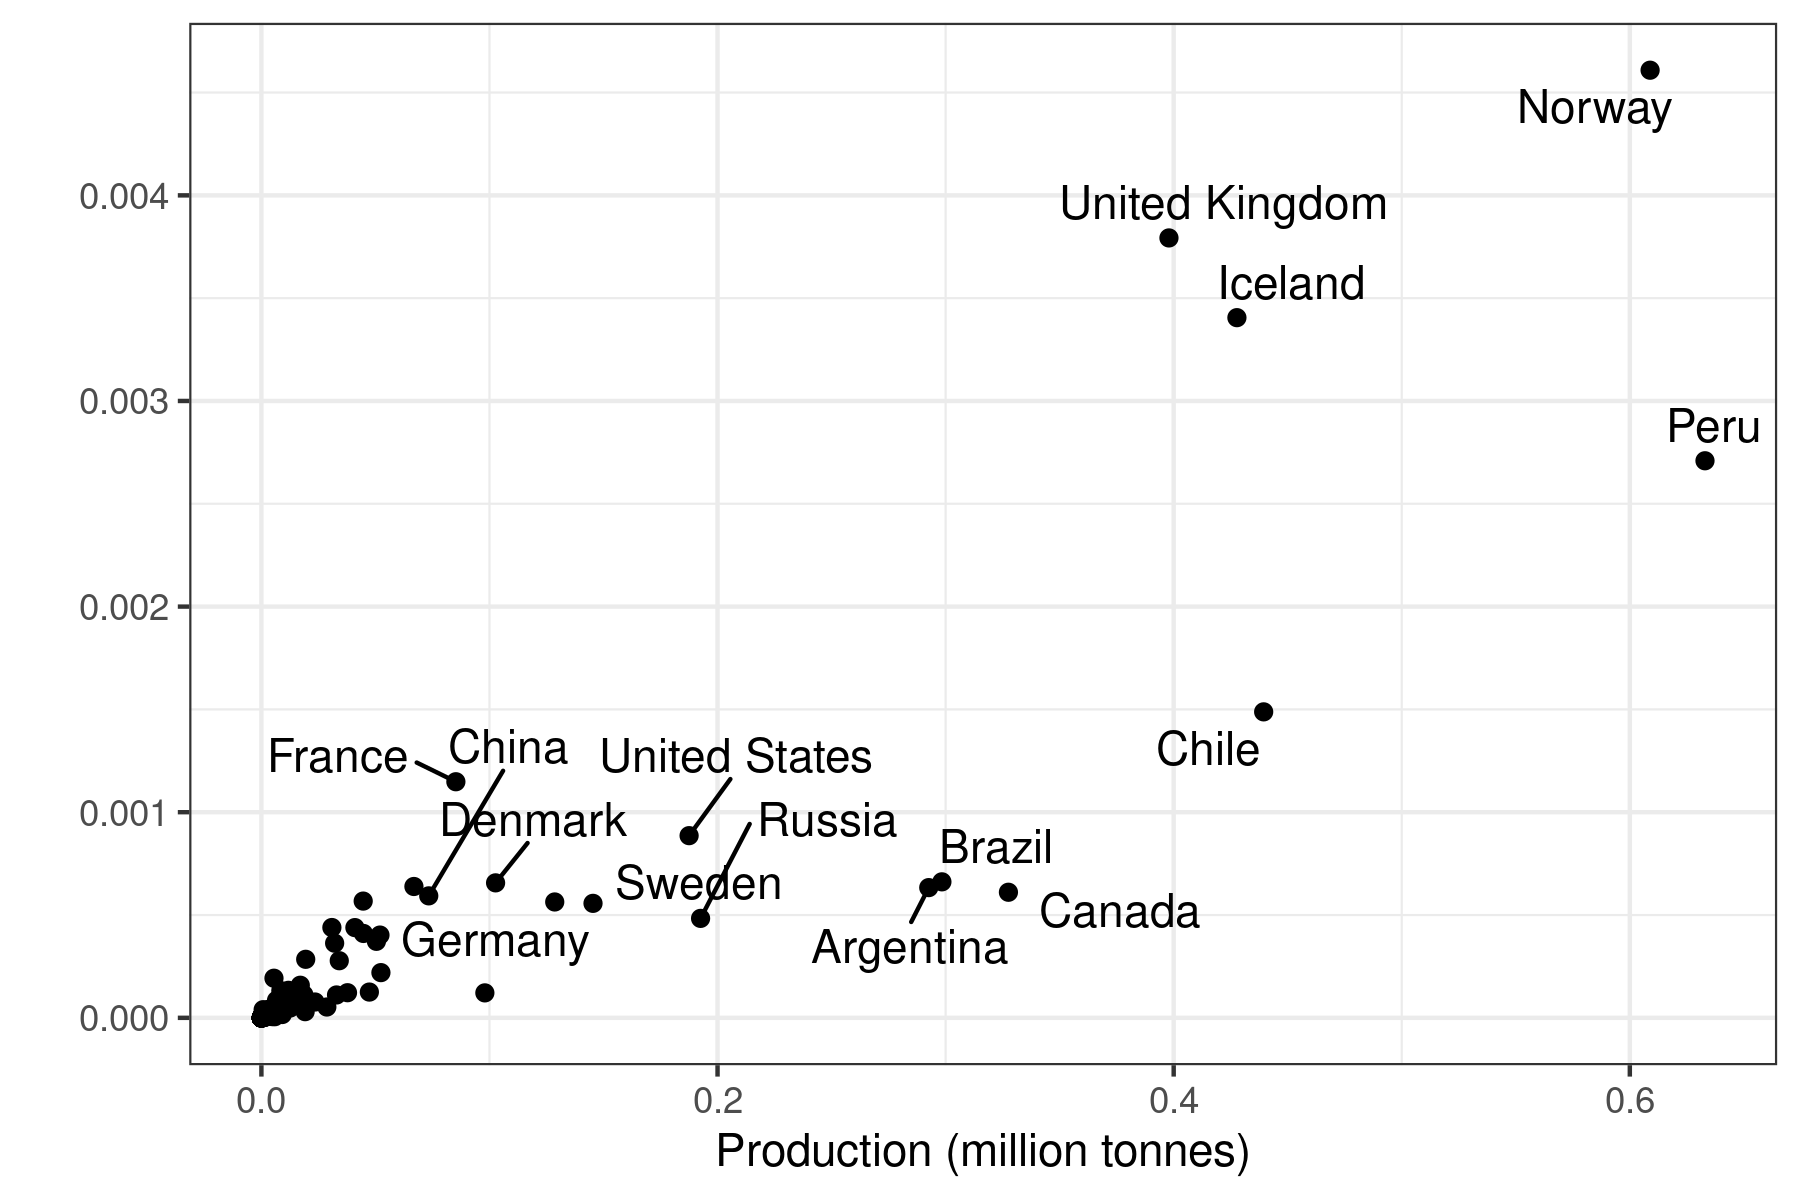 Norway
0.004
United Kingdom
Iceland
0.003
Peru
0.002
Chile
France
China
United States
0.001
Denmark
Russia
Brazil
Sweden
Canada
Germany
Argentina
0.000
0.0 0.2 0.4 0.6
Production (million tonnes)